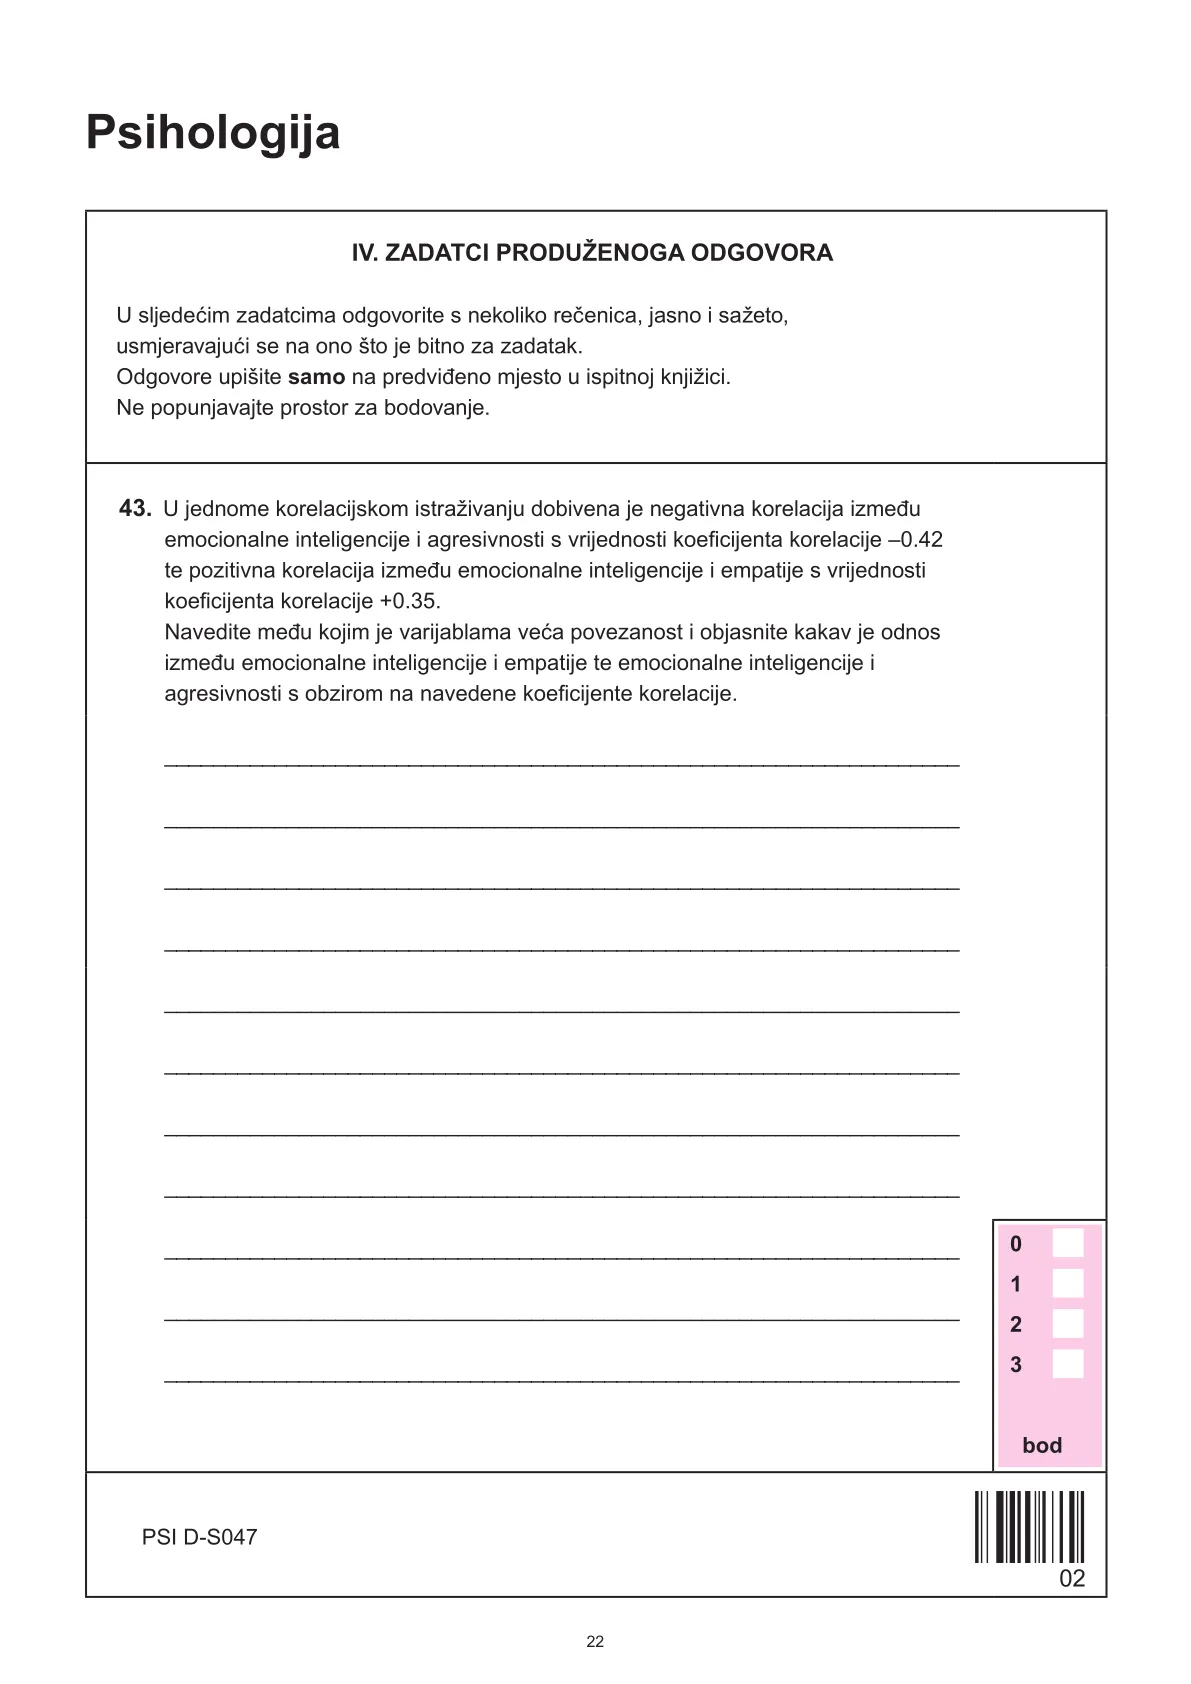 Psihologija
IV. ZADATCI PRODUŽENOGA ODGOVORA
U sljedećim zadatcima odgovorite s nekoliko rečenica, jasno i sažeto,
usmjeravajući se na ono što je bitno za zadatak.
Odgovore upišite samo na predviđeno mjesto u ispitnoj knjižici.
Ne popunjavajte prostor za bodovanje.
43. U jednome korelacijskom istraživanju dobivena je negativna korelacija između
emocionalne inteligencije i agresivnosti s vrijednosti koeficijenta korelacije –0.42
te pozitivna korelacija između emocionalne inteligencije i empatije s vrijednosti
koeficijenta korelacije +0.35.
Navedite među kojim je varijablama veća povezanost i objasnite kakav je odnos
između emocionalne inteligencije i empatije te emocionalne inteligencije i
agresivnosti s obzirom na navedene koeficijente korelacije.
0
1
2
3
bod
PSI D-S047
02
22